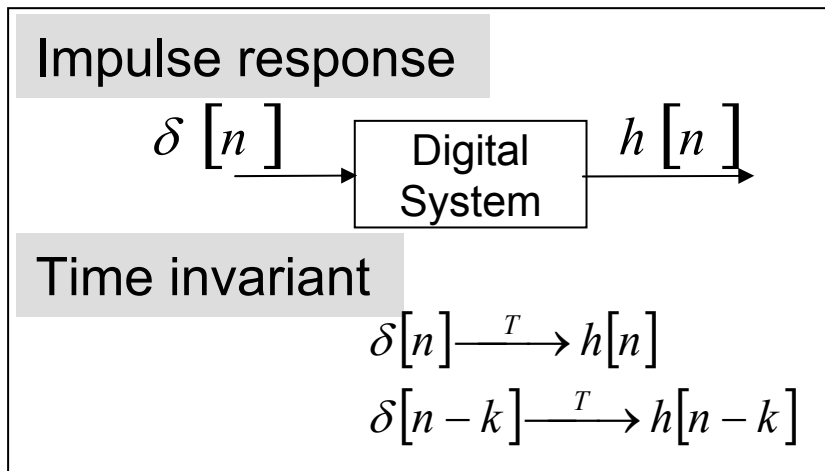 Impulse response
δ [n ]
Digital
System
h [n ]
Time invariant
δ[n] —T→ h[n]
δ[n − k] —T→ h[n − k]